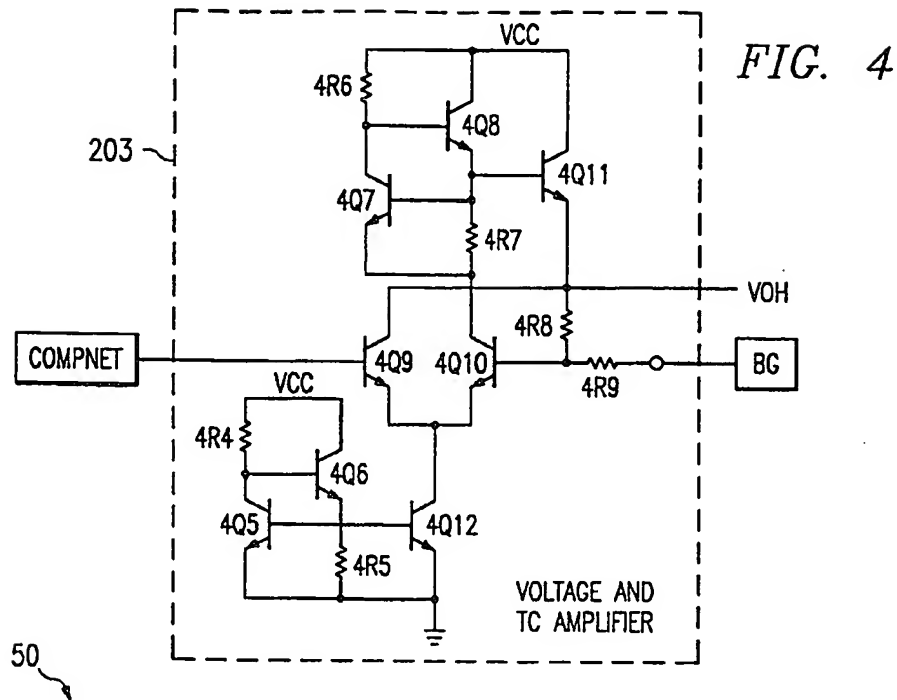 FIG. 4
VCC
4R6
4Q8
203
4Q11
4Q7
4R7
VOH
4R8
COMPNET
4Q9
4Q10
4R9
BG
VCC
4R4
4Q6
4Q5
4Q12
4R5
VOLTAGE AND
TC AMPLIFIER
50